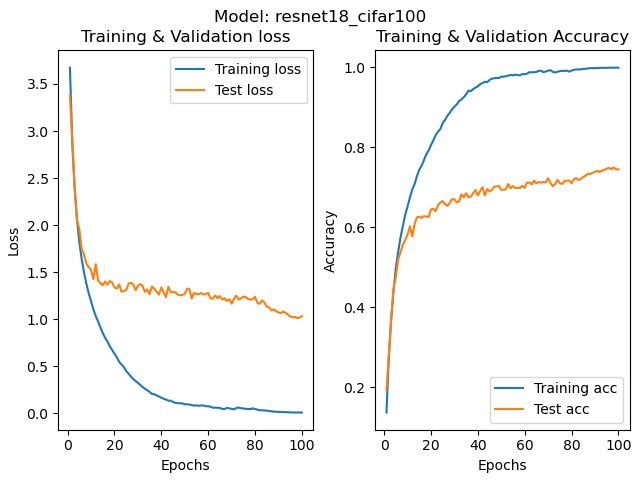 Model: resnet18_cifar100
Training & Validation loss
Training loss
Test loss
3.5
3.0
2.5
2.0
1.5
1.0
0.5
0.0
Loss
0 20 40 60 80 100
Epochs
Training & Validation Accuracy
1.0
0.8
0.6
0.4
0.2
Accuracy
Training acc
Test acc
0 20 40 60 80 100
Epochs